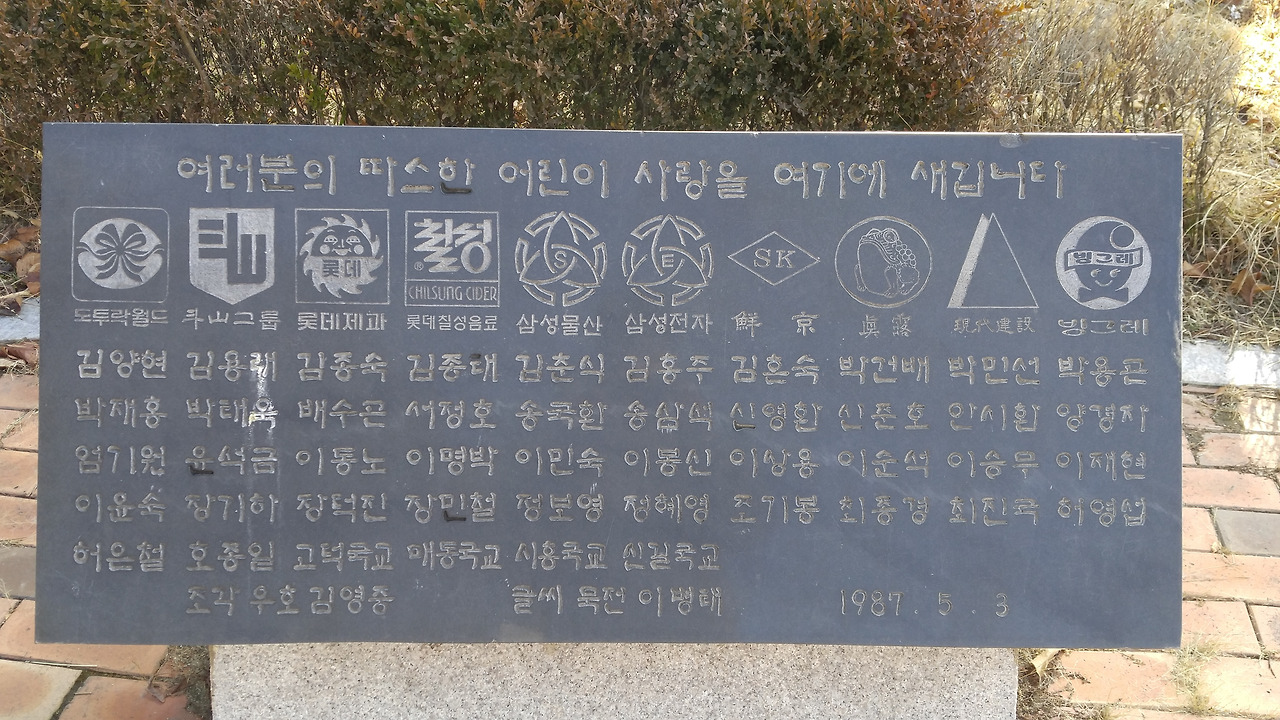 여러분의 따스한 어린이 사랑을 여기에 새깁니다
롯데 칠성 ® CHILSUNG CIDER S E SK 빙그레
도투락월드 두산그룹 롯데제과 롯데칠성음료 삼성물산 삼성전자 鮮京 眞露 現代建設 빙그레
김양현 김용래 김종숙 김종태 김춘식 김홍주 김흔숙 박건배 박민선 박용곤
박재홍 박태욱 배수곤 서정호 송국환 송삼석 신영환 신준호 안시환 양경자
엄기원 윤석금 이동노 이명박 이민숙 이봉신 이상용 이순석 이승무 이재현
이윤숙 장기하 장덕진 장민철 정보영 정혜영 조기봉 최종경 최진국 허영섭
허은철 호종일 고덕국교 매동국교 시흥국교 신길국교
조각 우호 김영중 글씨 묵전 이병태 1987. 5. 3